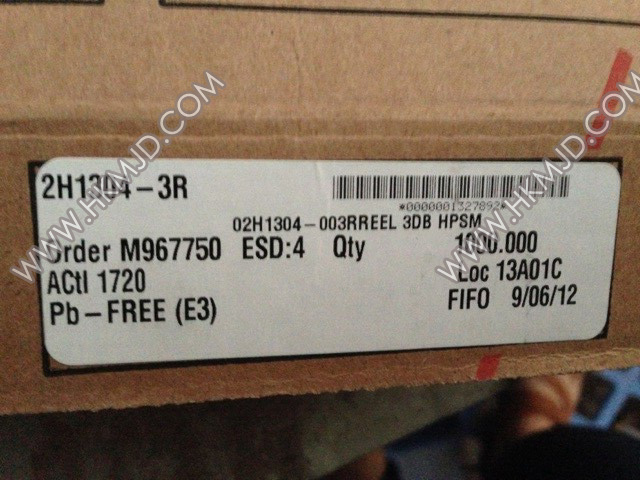 2H1304-3R
*0000001327892*
02H1304-003RREEL 3DB HPSM
Order M967750 ESD:4 Qty 1000.000
ACtl 1720 Loc 13A01C
Pb-FREE (E3) FIFO 9/06/12
WWW.HKMJD.COM
WWW.HKMJD.COM
WWW.HKMJD.COM